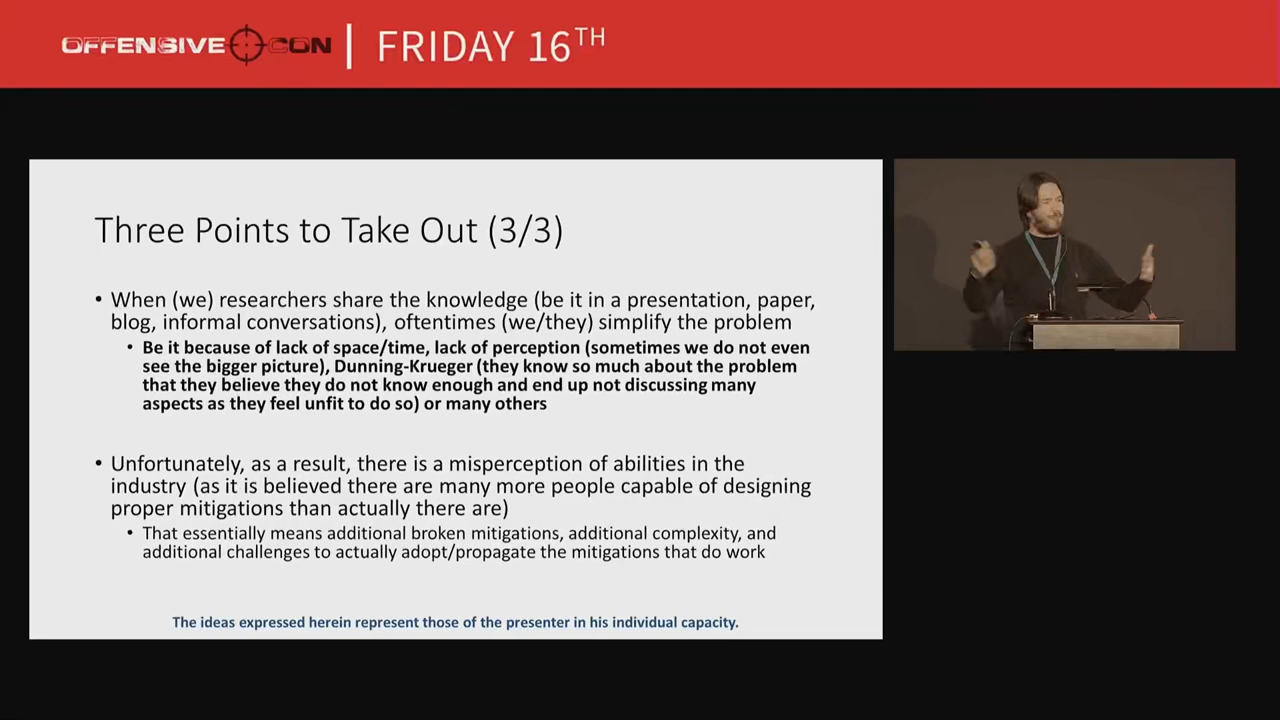 OFFENSIVE CON | FRIDAY 16TH
Three Points to Take Out (3/3)
• When (we) researchers share the knowledge (be it in a presentation, paper,
blog, informal conversations), oftentimes (we/they) simplify the problem
• Be it because of lack of space/time, lack of perception (sometimes we do not even
see the bigger picture), Dunning-Krueger (they know so much about the problem
that they believe they do not know enough and end up not discussing many
aspects as they feel unfit to do so) or many others
• Unfortunately, as a result, there is a misperception of abilities in the
industry (as it is believed there are many more people capable of designing
proper mitigations than actually there are)
• That essentially means additional broken mitigations, additional complexity, and
additional challenges to actually adopt/propagate the mitigations that do work
The ideas expressed herein represent those of the presenter in his individual capacity.